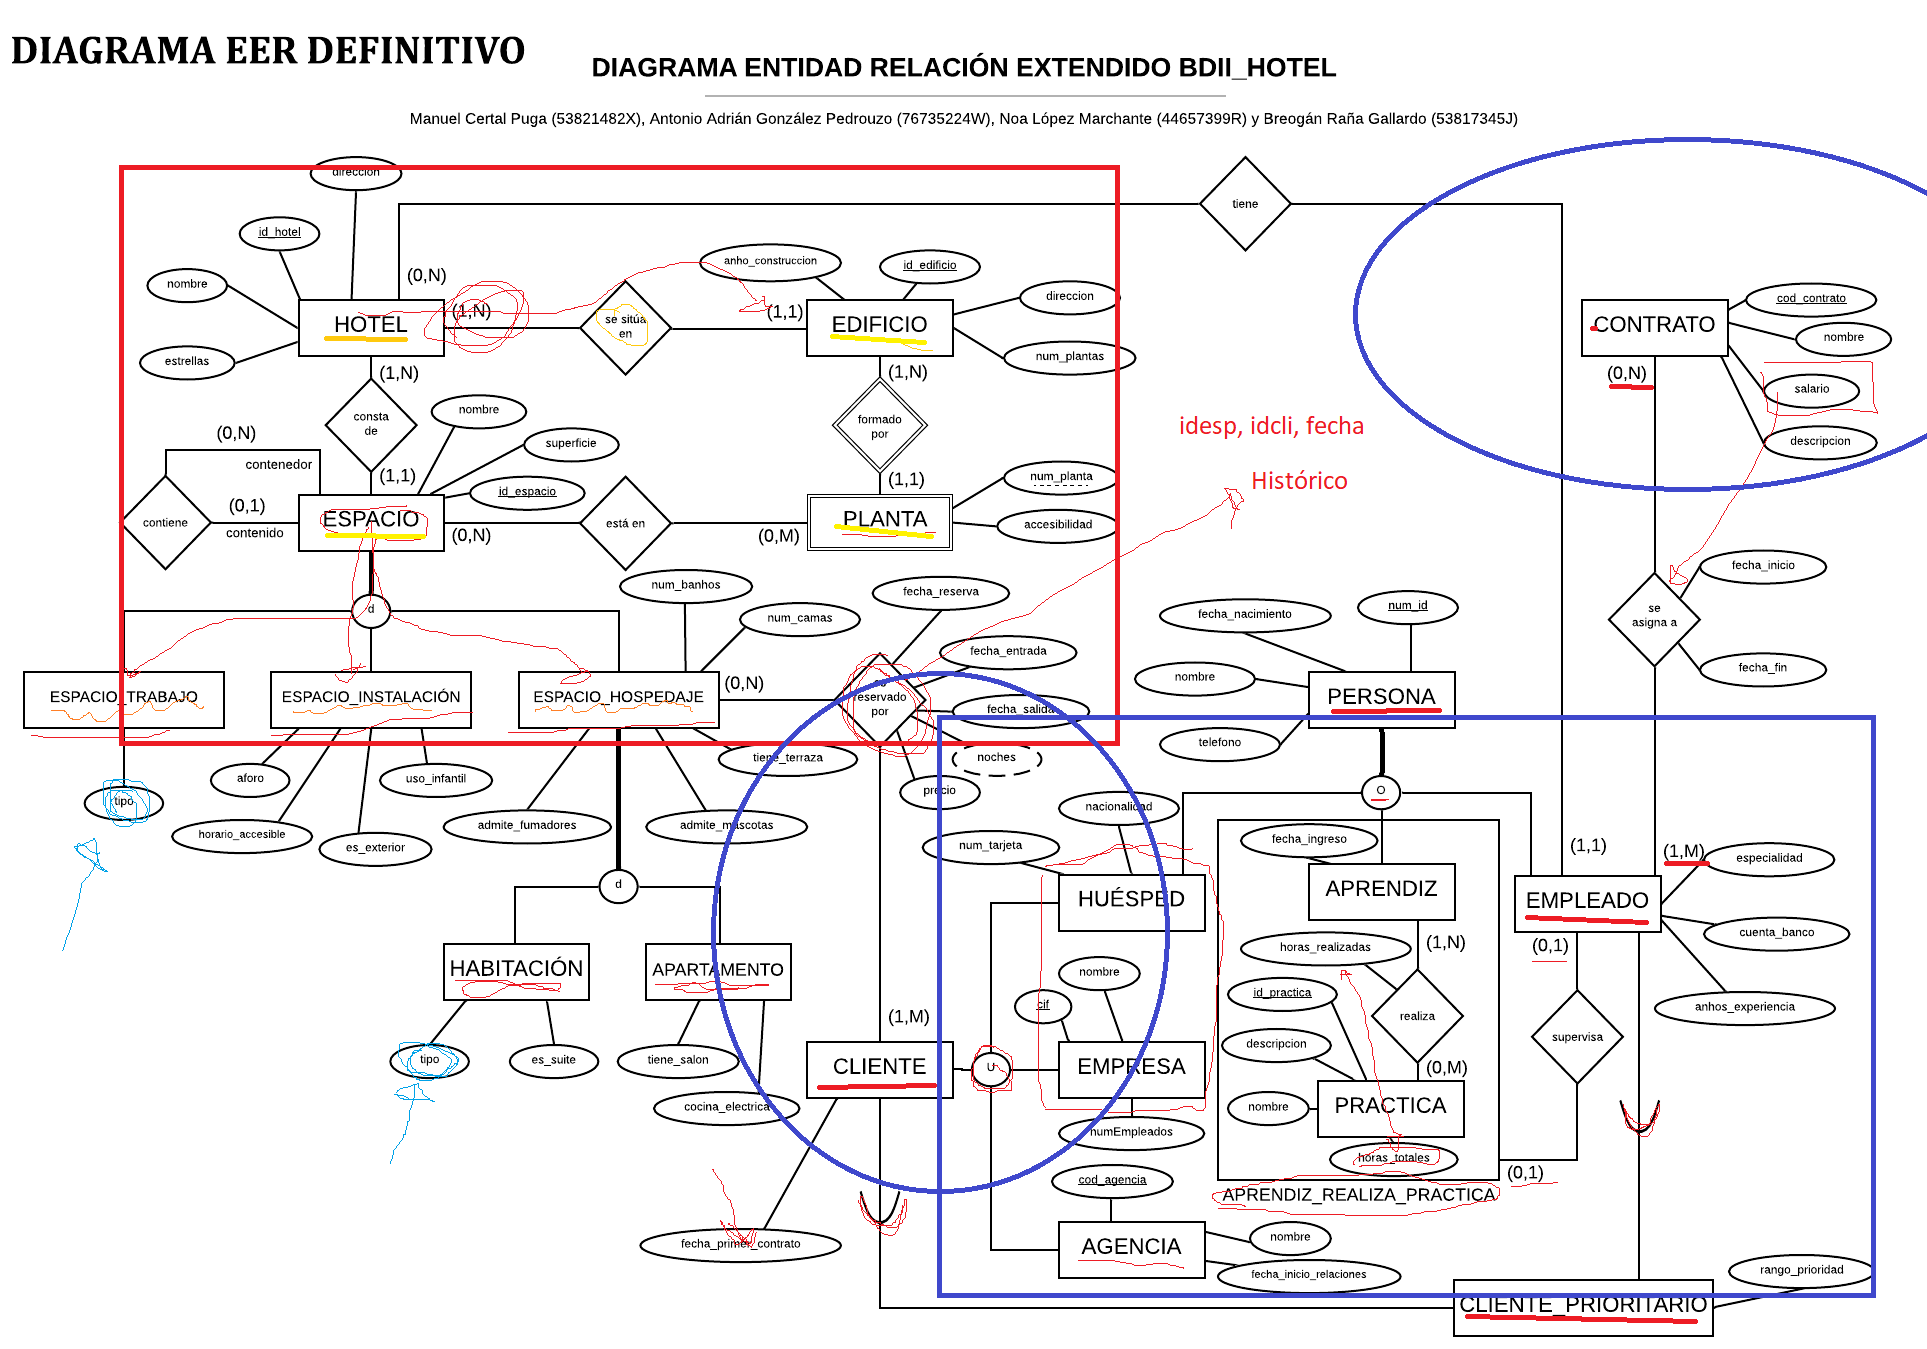 DIAGRAMA EER DEFINITIVO
DIAGRAMA ENTIDAD RELACIÓN EXTENDIDO BDII_HOTEL
Manuel Certal Puga (53821482X), Antonio Adrián González Pedrouzo (76735224W), Noa López Marchante (44657399R) y Breogán Raña Gallardo (53817345J)
direccion
id_hotel
nombre
estrellas
HOTEL
(0,N)
(1,N)
se sitúa
en
(1,1)
anho_construccion
id_edificio
direccion
num_plantas
EDIFICIO
tiene
cod_contrato
nombre
salario
descripcion
CONTRATO
(0,N)
(1,N)
consta
de
(1,1)
nombre
superficie
id_espacio
(0,N)
contenedor
contiene
(0,1)
contenido
ESPACIO
(0,N)
está en
(0,M)
(1,N)
formado
por
(1,1)
PLANTA
num_planta
accesibilidad
idesp, idcli, fecha
Histórico
d
num_banhos
num_camas
fecha_reserva
fecha_entrada
fecha_salida
noches
precio
reservado
por
(0,N)
ESPACIO_TRABAJO
ESPACIO_INSTALACIÓN
ESPACIO_HOSPEDAJE
tipo
aforo
uso_infantil
horario_accesible
es_exterior
admite_fumadores
admite_mascotas
tiene_terraza
d
HABITACIÓN
APARTAMENTO
tipo
es_suite
tiene_salon
cocina_electrica
fecha_nacimiento
num_id
nombre
telefono
PERSONA
O
fecha_inicio
se
asigna a
fecha_fin
nacionalidad
num_tarjeta
HUÉSPED
nombre
cif
EMPRESA
numEmpleados
cod_agencia
AGENCIA
nombre
fecha_inicio_relaciones
(1,M)
CLIENTE
U
fecha_primer_contrato
fecha_ingreso
APRENDIZ
(1,N)
horas_realizadas
id_practica
realiza
descripcion
(0,M)
nombre
PRACTICA
horas_totales
APRENDIZ_REALIZA_PRACTICA
(0,1)
(1,1)
(1,M)
especialidad
EMPLEADO
cuenta_banco
anhos_experiencia
(0,1)
supervisa
rango_prioridad
CLIENTE_PRIORITARIO